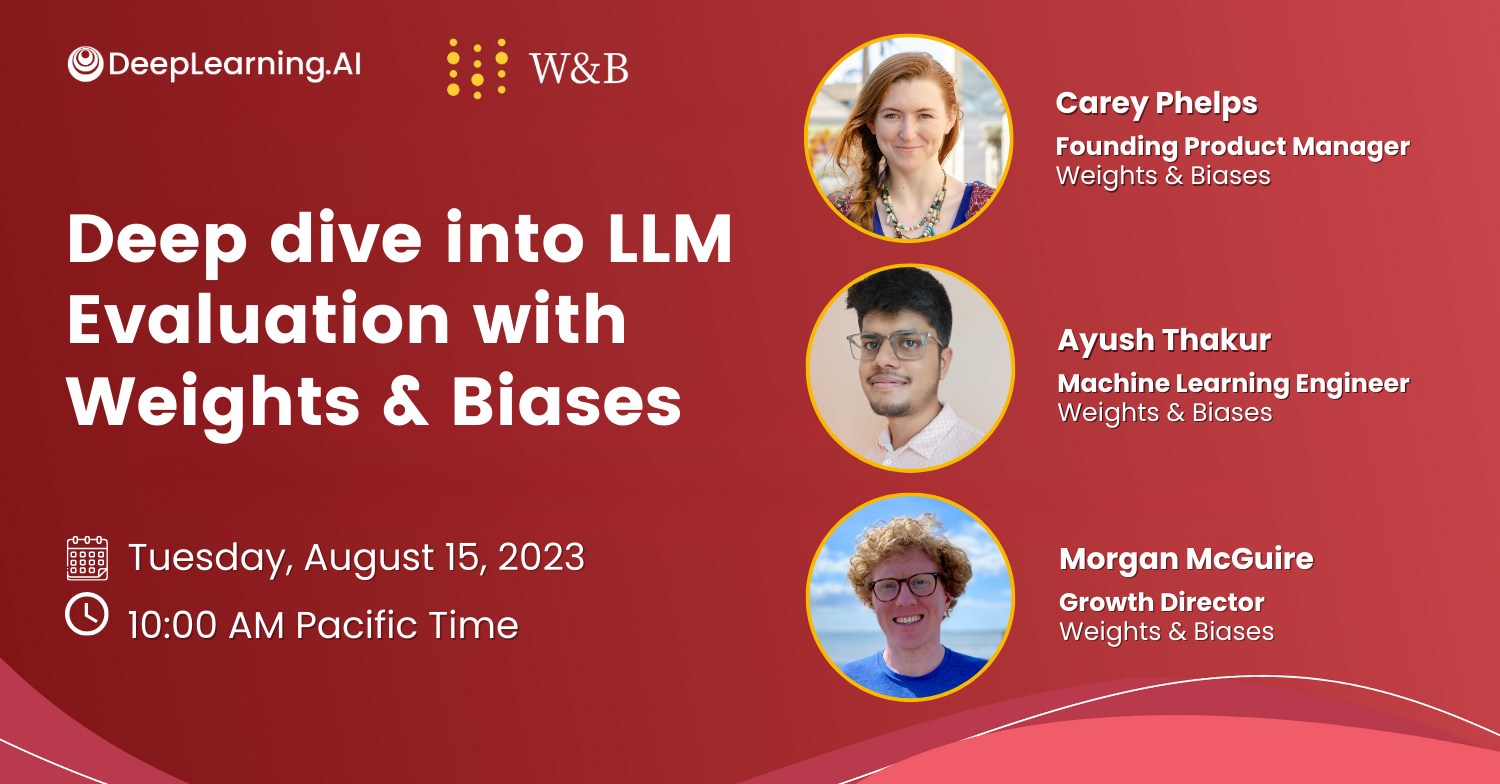 DeepLearning.AI
W&B
Deep dive into LLM
Evaluation with
Weights & Biases
Tuesday, August 15, 2023
10:00 AM Pacific Time
Carey Phelps
Founding Product Manager
Weights & Biases
Ayush Thakur
Machine Learning Engineer
Weights & Biases
Morgan McGuire
Growth Director
Weights & Biases